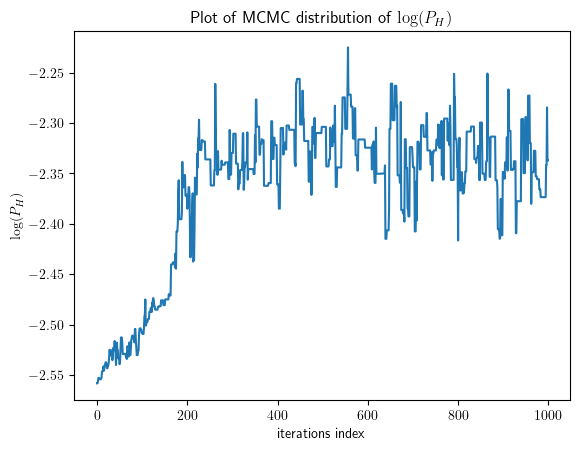 Plot of MCMC distribution of log(P_H)
log(P_H)
−2.25
−2.30
−2.35
−2.40
−2.45
−2.50
−2.55
0 200 400 600 800 1000
iterations index